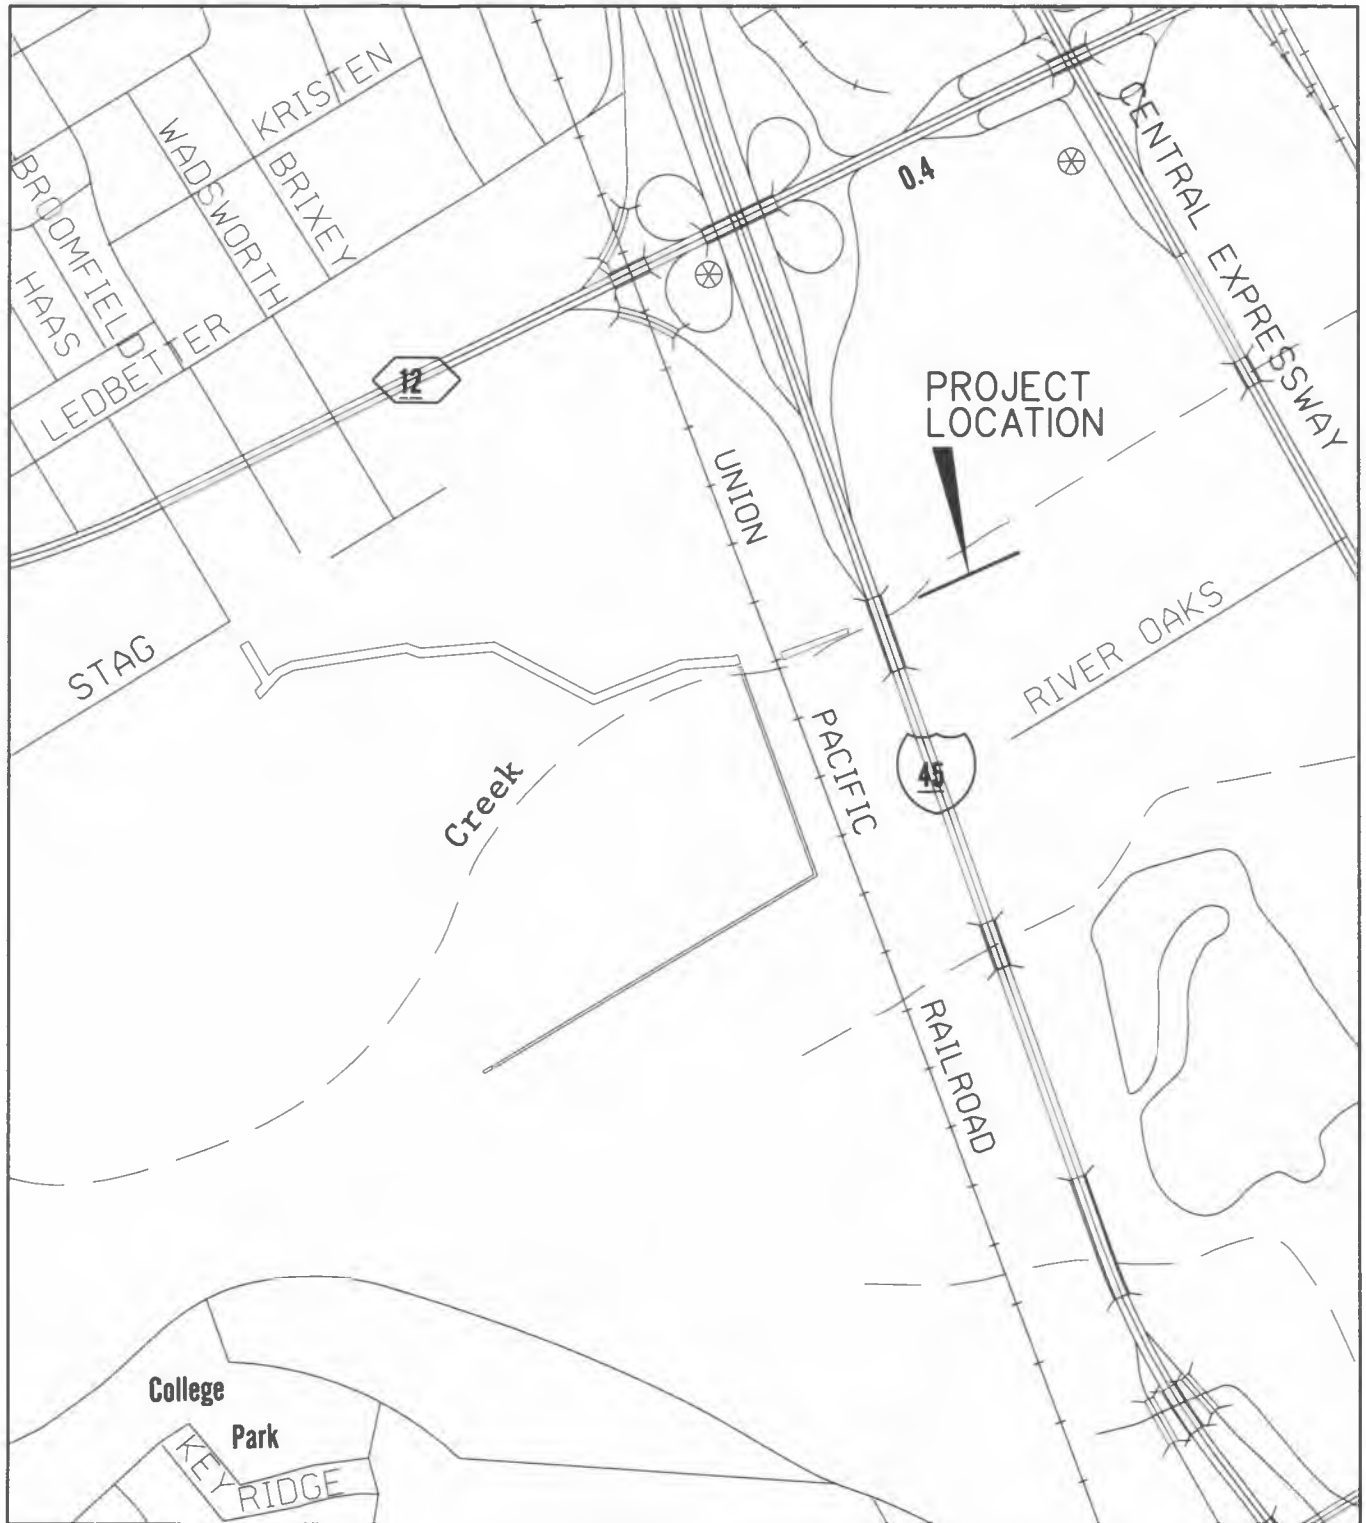 KRISTEN
WADSWORTH
BRIXEY
BROOMFIELD
HAAS
LEDBETTER
12
0.4
CENTRAL EXPRESSWAY
PROJECT
LOCATION
UNION
PACIFIC
RAILROAD
STAG
RIVER OAKS
45
Creek
College
Park
KEY RIDGE